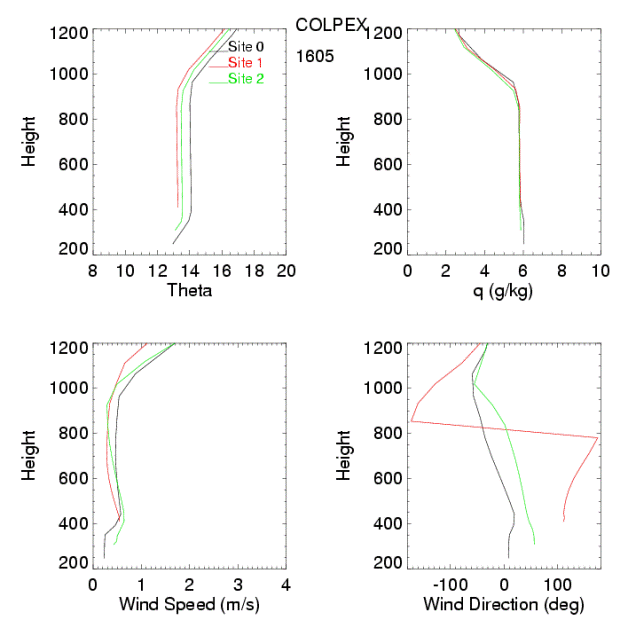 COLPEX
1605
1200
1000
800
600
400
200
Height
8 10 12 14 16 18 20
Theta
Site 0
Site 1
Site 2
1200
1000
800
600
400
200
Height
0 2 4 6 8 10
q (g/kg)
1200
1000
800
600
400
200
Height
0 1 2 3 4
Wind Speed (m/s)
1200
1000
800
600
400
200
Height
-100 0 100
Wind Direction (deg)